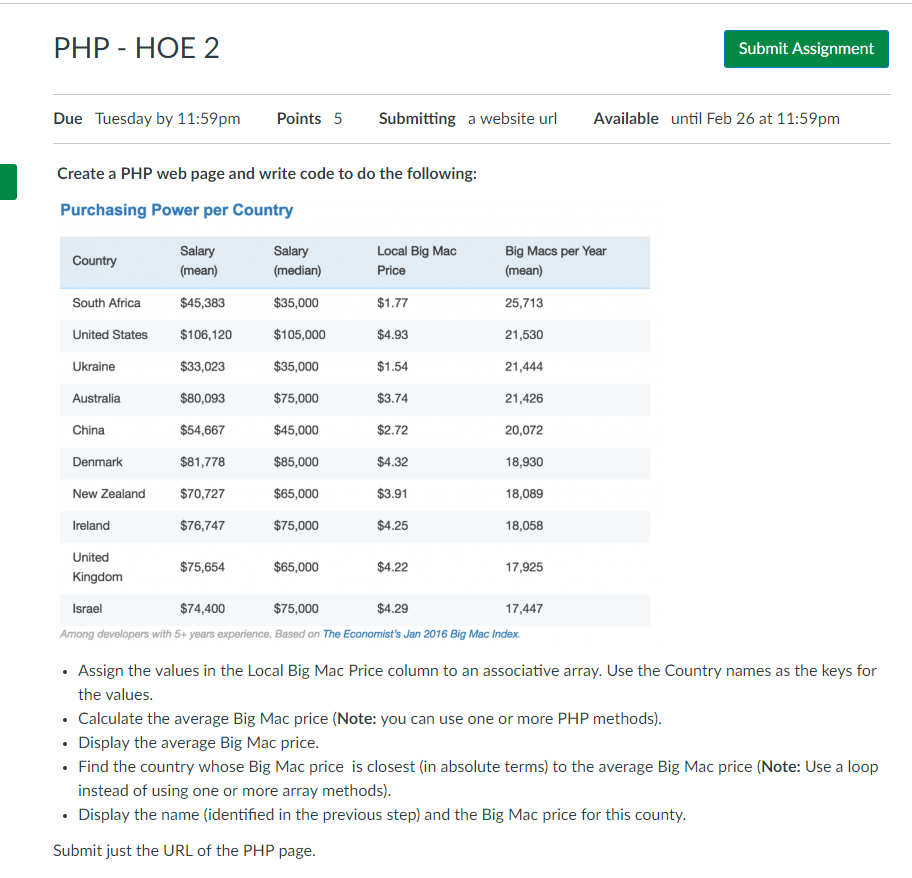 PHP - HOE 2
Submit Assignment
Due Tuesday by 11:59pm Points 5 Submitting a website url Available until Feb 26 at 11:59pm
Create a PHP web page and write code to do the following:
Purchasing Power per Country
Country Salary (mean) Salary (median) Local Big Mac Price Big Macs per Year (mean)
South Africa $45,383 $35,000 $1.77 25,713
United States $106,120 $105,000 $4.93 21,530
Ukraine $33,023 $35,000 $1.54 21,444
Australia $80,093 $75,000 $3.74 21,426
China $54,667 $45,000 $2.72 20,072
Denmark $81,778 $85,000 $4.32 18,930
New Zealand $70,727 $65,000 $3.91 18,089
Ireland $76,747 $75,000 $4.25 18,058
United Kingdom $75,654 $65,000 $4.22 17,925
Israel $74,400 $75,000 $4.29 17,447
Among developers with 5+ years experience. Based on The Economist's Jan 2016 Big Mac Index.
• Assign the values in the Local Big Mac Price column to an associative array. Use the Country names as the keys for
the values.
• Calculate the average Big Mac price (Note: you can use one or more PHP methods).
• Display the average Big Mac price.
• Find the country whose Big Mac price is closest (in absolute terms) to the average Big Mac price (Note: Use a loop
instead of using one or more array methods).
• Display the name (identified in the previous step) and the Big Mac price for this county.
Submit just the URL of the PHP page.